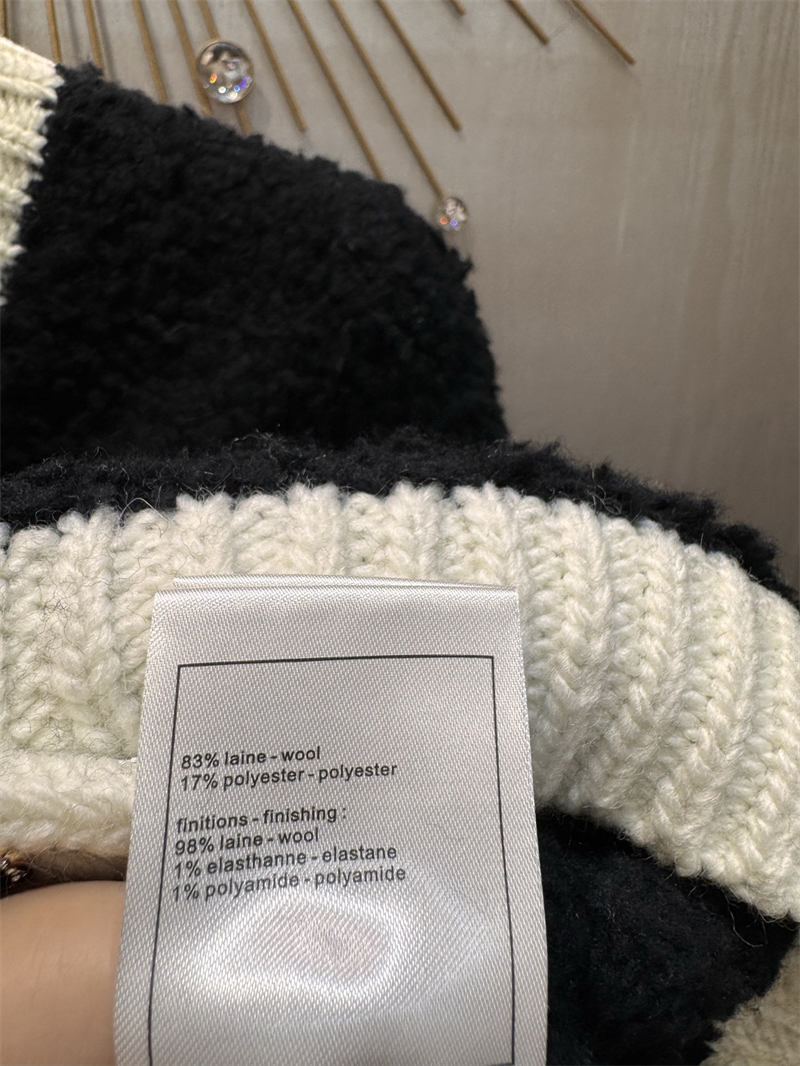 83% laine - wool
17% polyester - polyester
finitions - finishing :
98% laine - wool
1% elasthanne - elastane
1% polyamide - polyamide